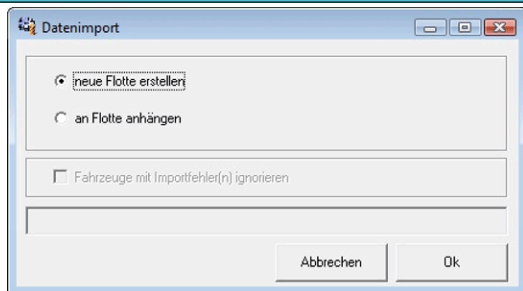 Datenimport
neue Flotte erstellen
an Flotte anhängen
Fahrzeuge mit Importfehler(n) ignorieren
Abbrechen
Ok